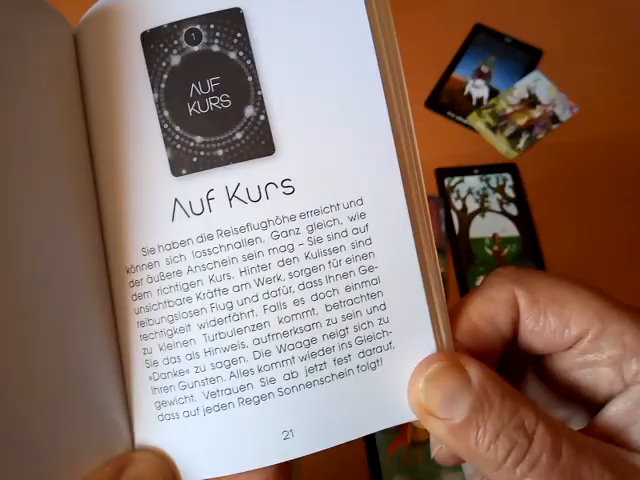 1
AUF
KURS
Auf Kurs
Sie haben die Reiseflughöhe erreicht und
können sich losschnallen. Ganz gleich, wie
der äußere Anschein sein mag – Sie sind auf
dem richtigen Kurs. Hinter den Kulissen sind
unsichtbare Kräfte am Werk, sorgen für einen
reibungslosen Flug und dafür, dass Ihnen Ge-
rechtigkeit widerfährt. Falls es doch einmal
zu kleinen Turbulenzen kommt, betrachten
Sie das als Hinweis, aufmerksam zu sein und
»Danke« zu sagen. Die Waage neigt sich zu
Ihren Gunsten. Alles kommt wieder ins Gleich-
gewicht. Vetrauen Sie ab jetzt fest darauf,
dass auf jeden Regen Sonnenschein folgt!
21